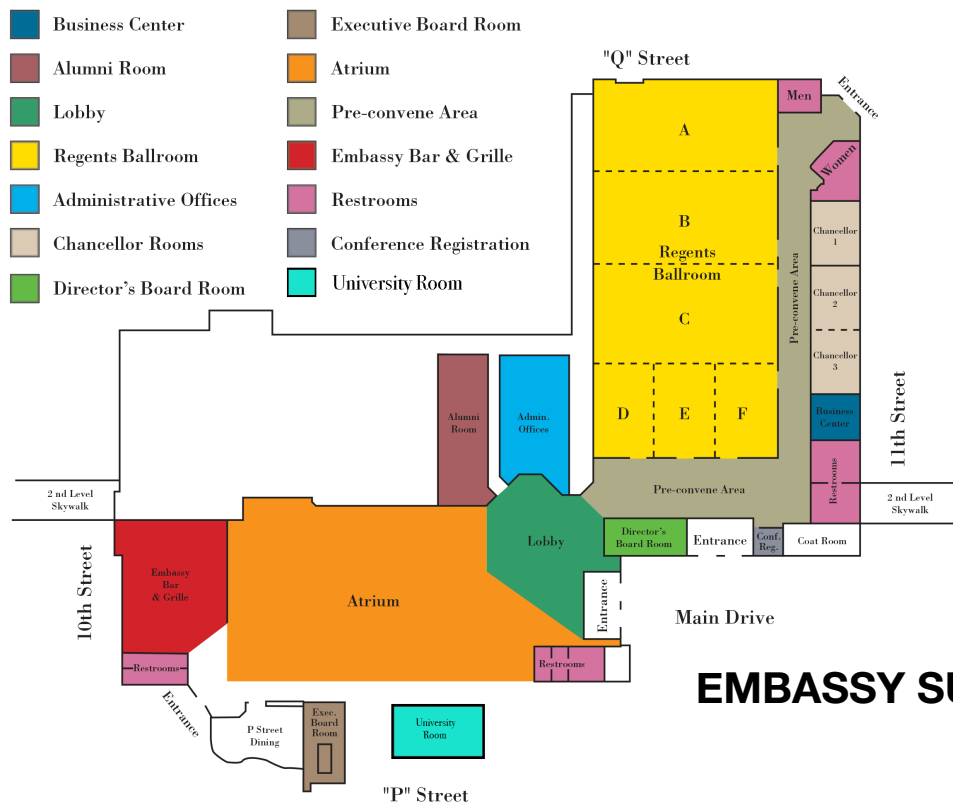 Business Center
Alumni Room
Lobby
Regents Ballroom
Administrative Offices
Chancellor Rooms
Director's Board Room
Executive Board Room
Atrium
Pre-convene Area
Embassy Bar & Grille
Restrooms
Conference Registration
University Room
"Q" Street
Men
Entrance
Women
A
B
Regents
Ballroom
C
D
E
F
Pre-convene Area
Chancellor
1
Chancellor
2
Chancellor
3
Business
Center
Restrooms
11th Street
2 nd Level
Skywalk
Alumni
Room
Admin.
Offices
Pre-convene Area
2 nd Level
Skywalk
Lobby
Director's
Board Room
Entrance
Conf.
Reg.
Coat Room
Embassy
Bar
& Grille
10th Street
Atrium
Entrance
Main Drive
Restrooms
Restrooms
Entrance
P Street
Dining
Exec.
Board
Room
University
Room
EMBASSY SU
"P" Street